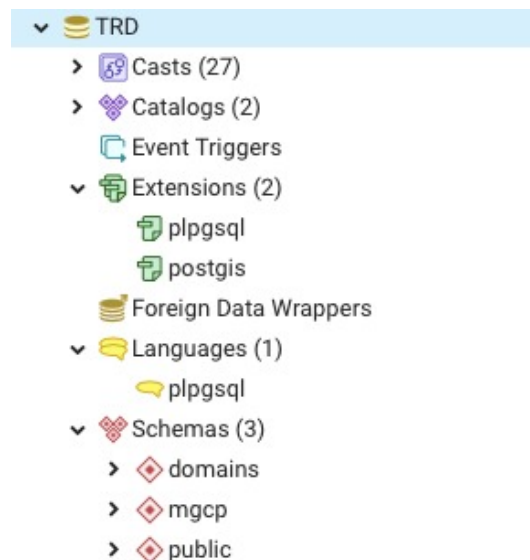 TRD
Casts (27)
Catalogs (2)
Event Triggers
Extensions (2)
plpgsql
postgis
Foreign Data Wrappers
Languages (1)
plpgsql
Schemas (3)
domains
mgcp
public